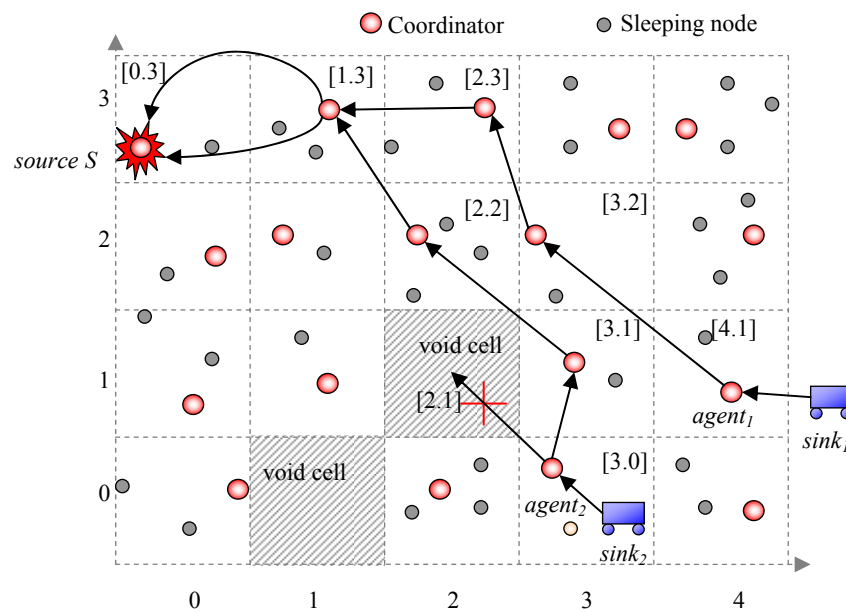 Coordinator
Sleeping node
[0.3]
[1.3]
[2.3]
3
source S
[2.2]
[3.2]
2
void cell
[3.1]
[4.1]
1
[2.1]
agent1
sink1
void cell
[3.0]
0
agent2
sink2
0 1 2 3 4